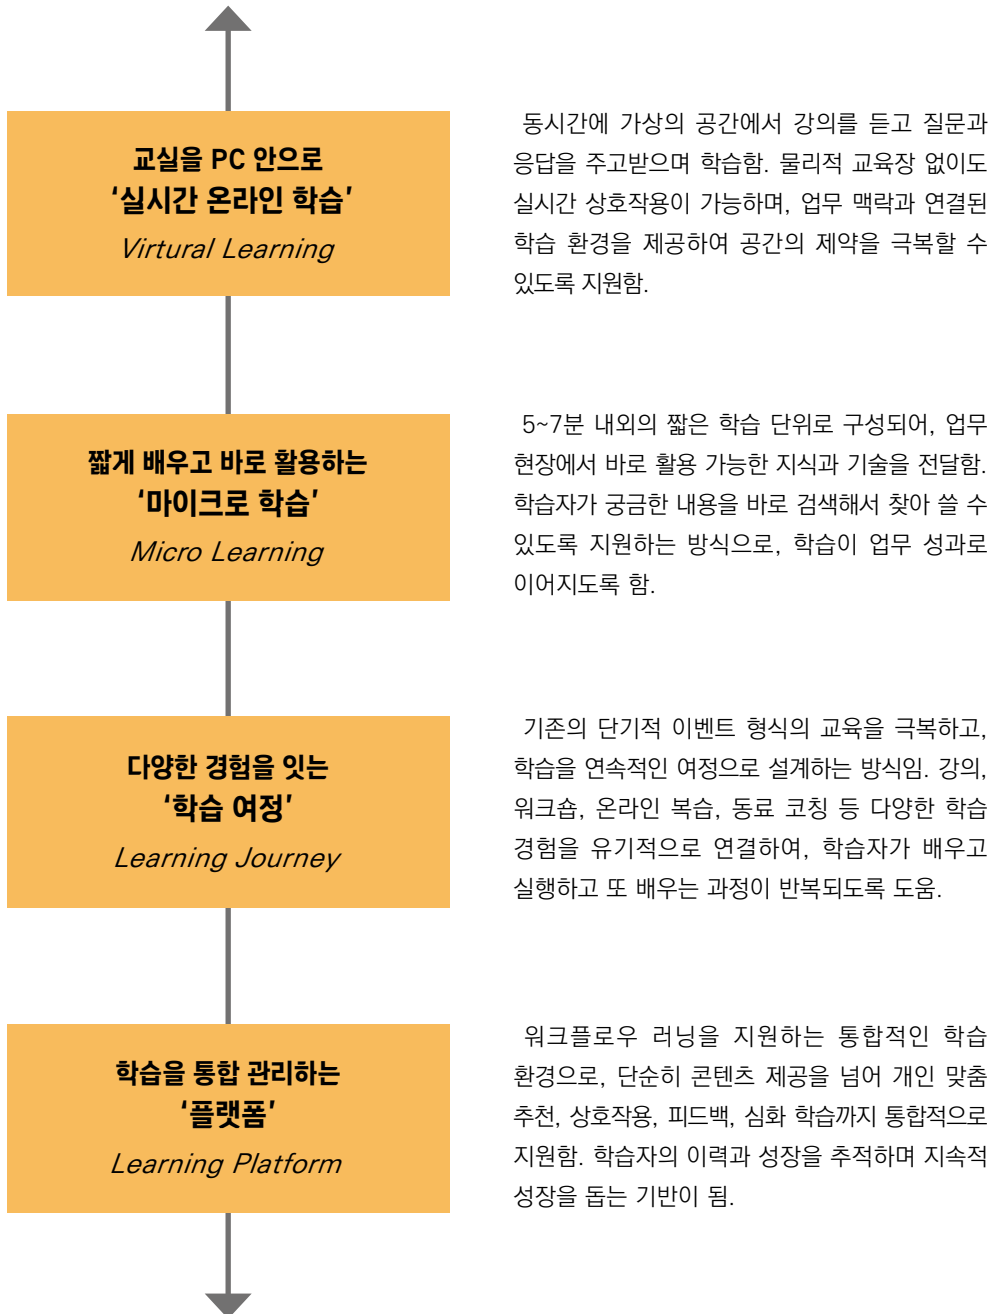 교실을 PC 안으로
‘실시간 온라인 학습’
Virtural Learning
동시간에 가상의 공간에서 강의를 듣고 질문과
응답을 주고받으며 학습함. 물리적 교육장 없이도
실시간 상호작용이 가능하며, 업무 맥락과 연결된
학습 환경을 제공하여 공간의 제약을 극복할 수
있도록 지원함.
짧게 배우고 바로 활용하는
‘마이크로 학습’
Micro Learning
5~7분 내외의 짧은 학습 단위로 구성되어, 업무
현장에서 바로 활용 가능한 지식과 기술을 전달함.
학습자가 궁금한 내용을 바로 검색해서 찾아 쓸 수
있도록 지원하는 방식으로, 학습이 업무 성과로
이어지도록 함.
다양한 경험을 잇는
‘학습 여정’
Learning Journey
기존의 단기적 이벤트 형식의 교육을 극복하고,
학습을 연속적인 여정으로 설계하는 방식임. 강의,
워크숍, 온라인 복습, 동료 코칭 등 다양한 학습
경험을 유기적으로 연결하여, 학습자가 배우고
실행하고 또 배우는 과정이 반복되도록 도움.
학습을 통합 관리하는
‘플랫폼’
Learning Platform
워크플로우 러닝을 지원하는 통합적인 학습
환경으로, 단순히 콘텐츠 제공을 넘어 개인 맞춤
추천, 상호작용, 피드백, 심화 학습까지 통합적으로
지원함. 학습자의 이력과 성장을 추적하며 지속적
성장을 돕는 기반이 됨.